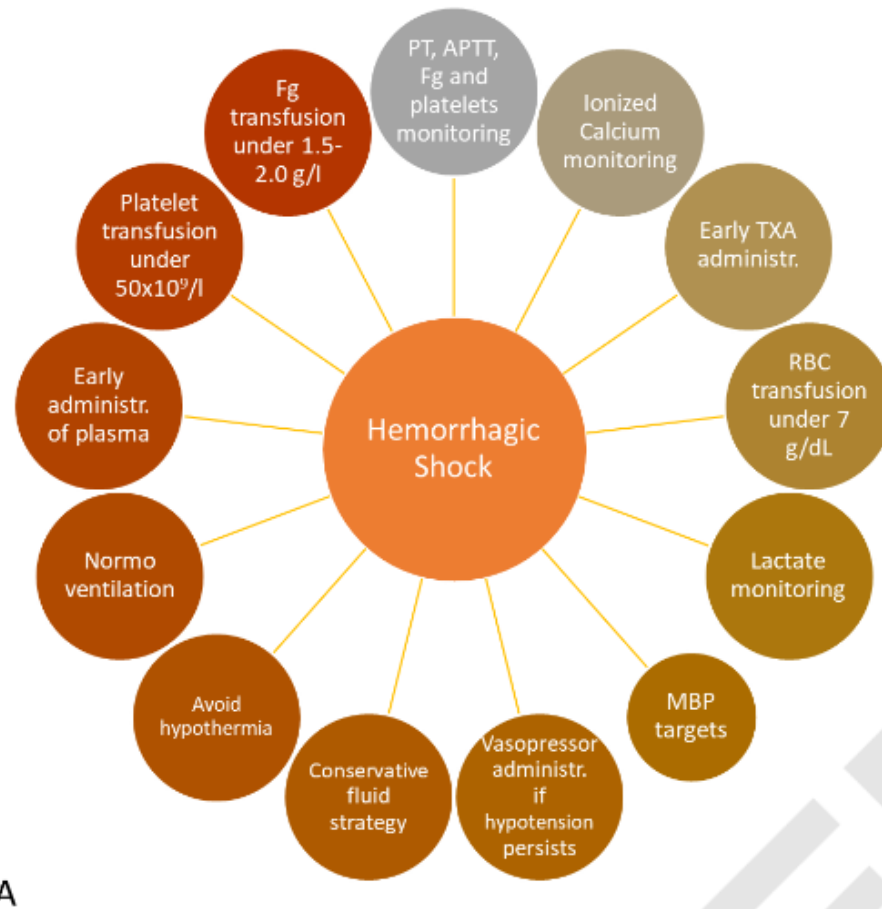 PT, APTT,
Fg and
platelets
monitoring
Ionized
Calcium
monitoring
Early TXA
administr.
RBC
transfusion
under 7
g/dL
Lactate
monitoring
MBP
targets
Vasopressor
administr.
if
hypotension
persists
Conservative
fluid
strategy
Avoid
hypothermia
Normo
ventilation
Early
administr.
of plasma
Platelet
transfusion
under
50x10⁹/l
Fg
transfusion
under 1.5-
2.0 g/l
Hemorrhagic
Shock
A